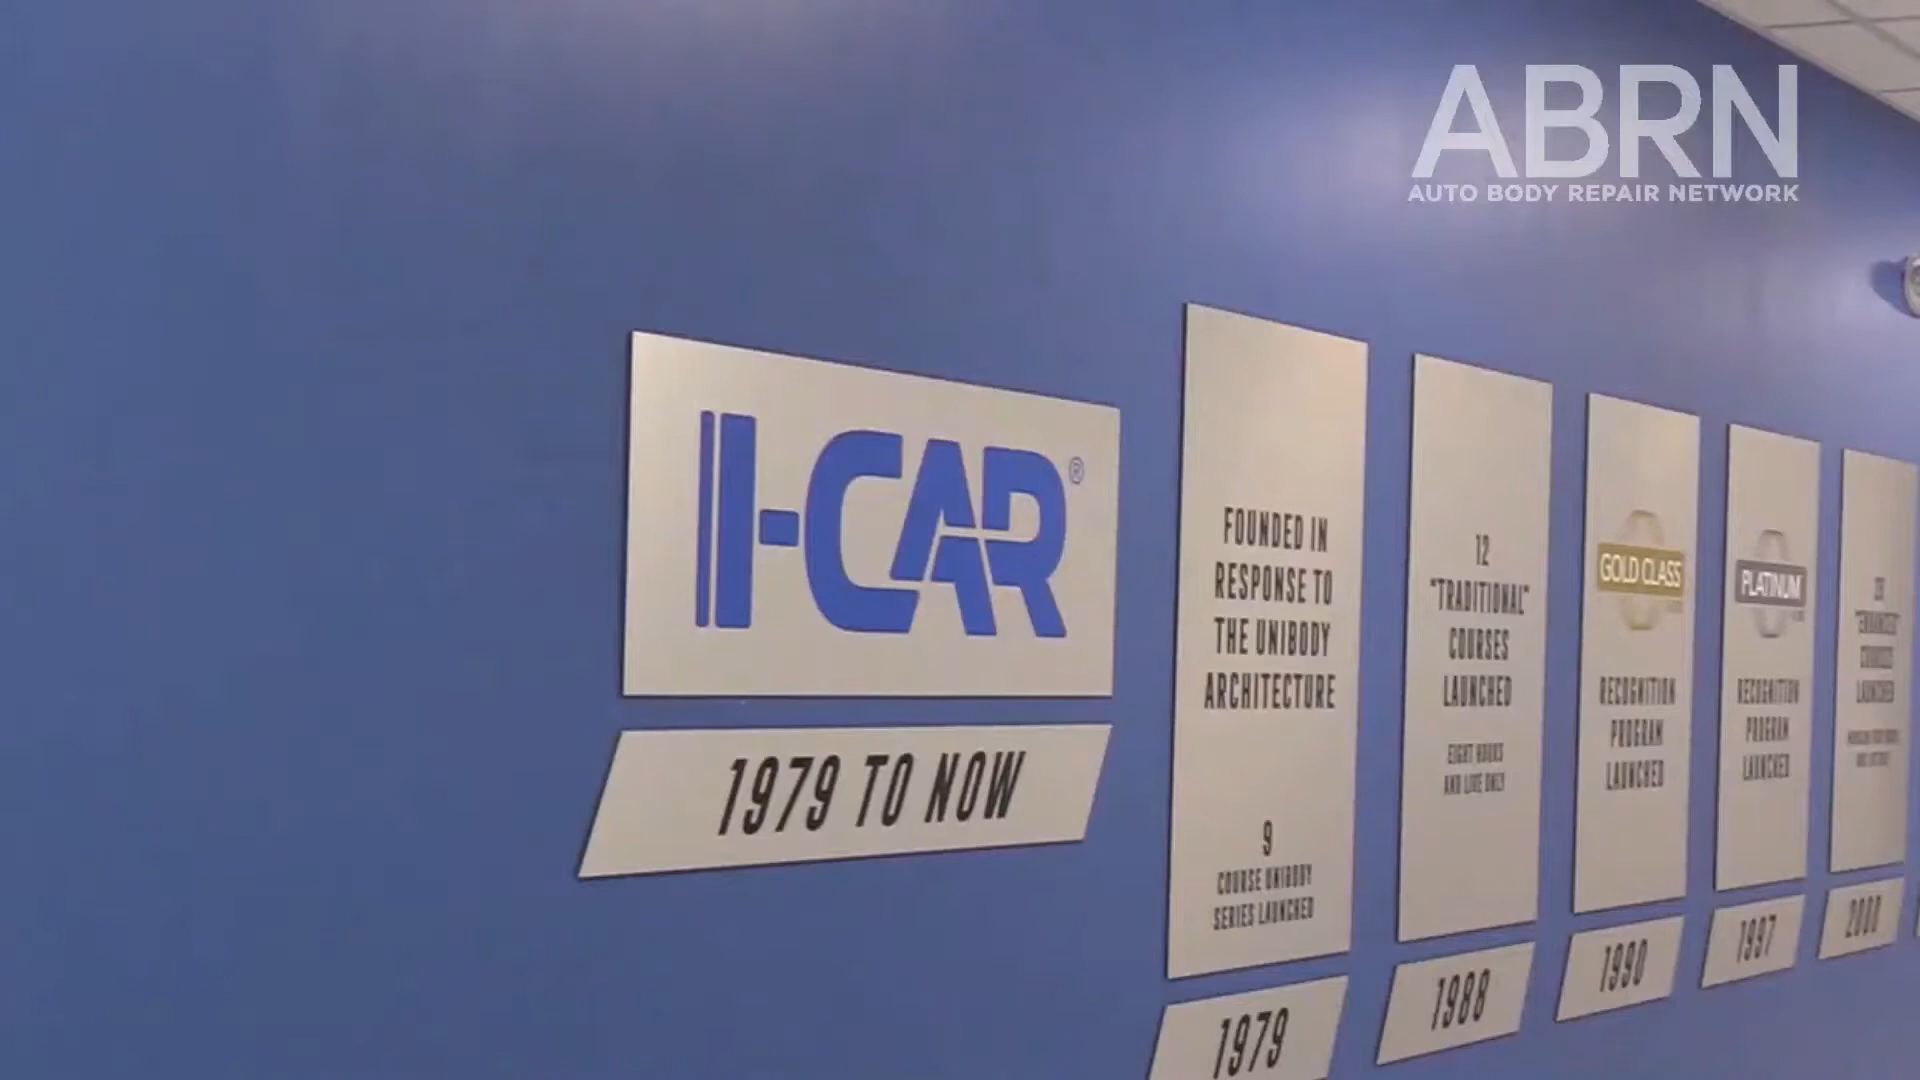 ABRN
AUTO BODY REPAIR NETWORK
I-CAR®
1979 TO NOW
FOUNDED IN
RESPONSE TO
THE UNIBODY
ARCHITECTURE
9
COURSE UNIBODY
SERIES LAUNCHED
1979
12
"TRADITIONAL"
COURSES
LAUNCHED
EIGHT HOURS
AND LIVE ONLY
1988
GOLD CLASS
RECOGNITION
PROGRAM
LAUNCHED
1990
PLATINUM
RECOGNITION
PROGRAM
LAUNCHED
1997
"ENHANCED"
COURSES
LAUNCHED
2000